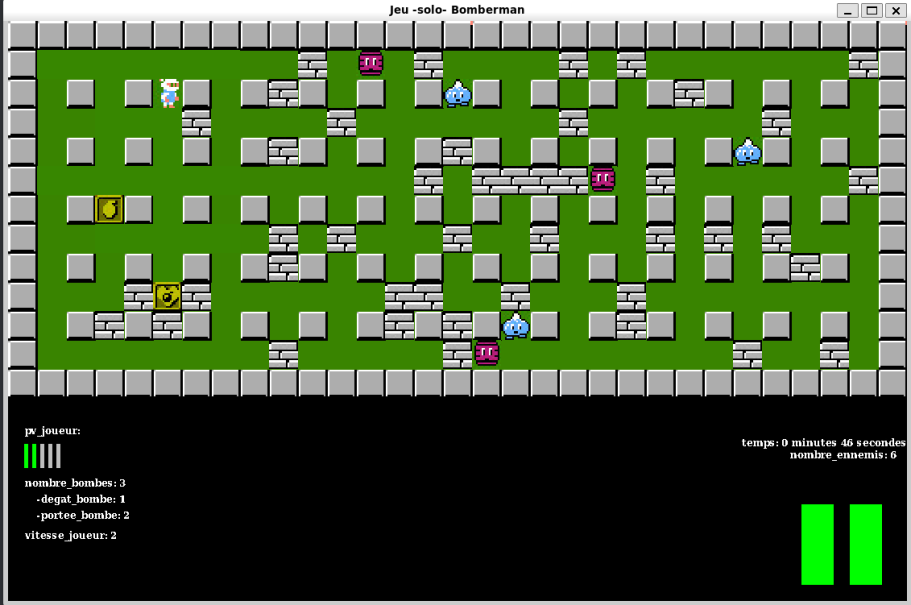 Jeu -solo- Bomberman
pv_joueur:
temps: 0 minutes 46 secondes
nombre_ennemis: 6
nombre_bombes: 3
-degat_bombe: 1
-portee_bombe: 2
vitesse_joueur: 2